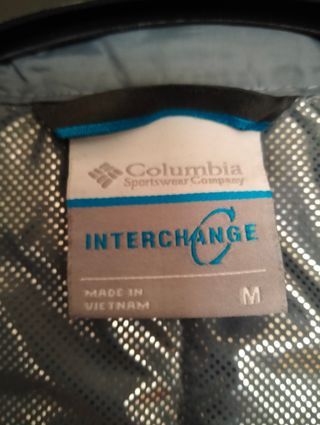 Columbia
Sportswear Company
INTERCHANGE
C
MADE IN
VIETNAM
M